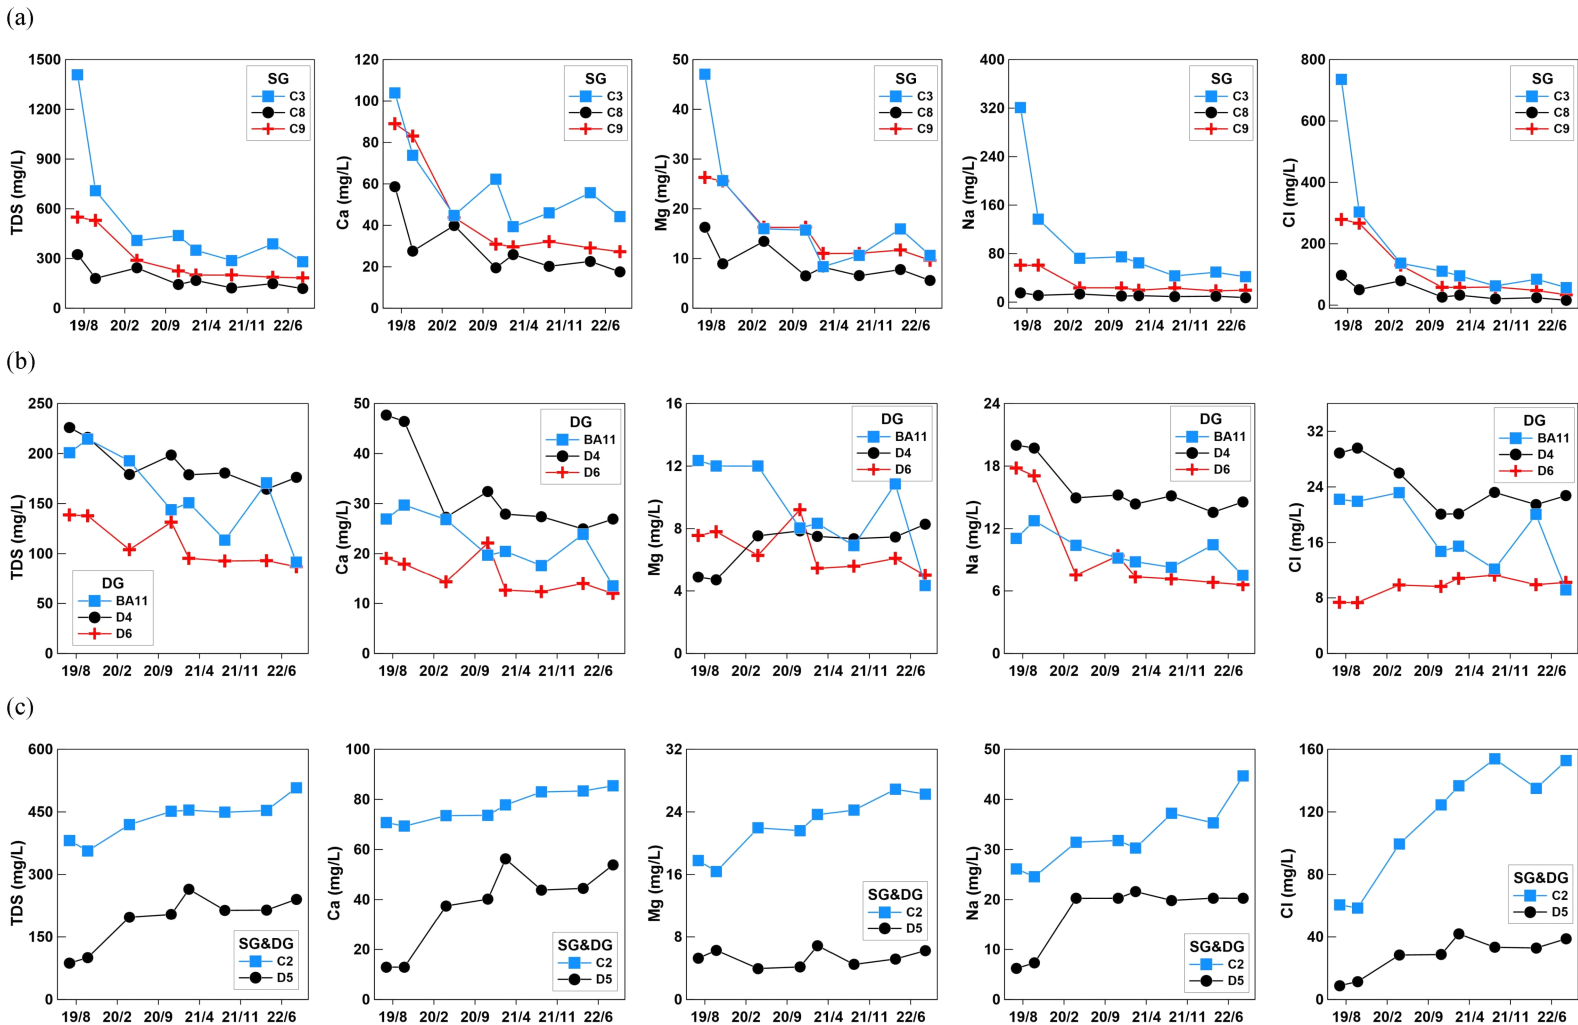 (a)
TDS (mg/L)
1500
1200
900
600
300
0
19/8 20/2 20/9 21/4 21/11 22/6
SG
C3
C8
C9
Ca (mg/L)
120
100
80
60
40
20
0
19/8 20/2 20/9 21/4 21/11 22/6
SG
C3
C8
C9
Mg (mg/L)
50
40
30
20
10
0
19/8 20/2 20/9 21/4 21/11 22/6
SG
C3
C8
C9
Na (mg/L)
400
320
240
160
80
0
19/8 20/2 20/9 21/4 21/11 22/6
SG
C3
C8
C9
Cl (mg/L)
800
600
400
200
0
19/8 20/2 20/9 21/4 21/11 22/6
SG
C3
C8
C9
(b)
TDS (mg/L)
250
200
150
100
50
0
19/8 20/2 20/9 21/4 21/11 22/6
DG
BA11
D4
D6
Ca (mg/L)
50
40
30
20
10
0
19/8 20/2 20/9 21/4 21/11 22/6
DG
BA11
D4
D6
Mg (mg/L)
16
12
8
4
0
19/8 20/2 20/9 21/4 21/11 22/6
DG
BA11
D4
D6
Na (mg/L)
24
18
12
6
0
19/8 20/2 20/9 21/4 21/11 22/6
DG
BA11
D4
D6
Cl (mg/L)
32
24
16
8
0
19/8 20/2 20/9 21/4 21/11 22/6
DG
BA11
D4
D6
(c)
TDS (mg/L)
600
450
300
150
0
19/8 20/2 20/9 21/4 21/11 22/6
SG&DG
C2
D5
Ca (mg/L)
100
80
60
40
20
0
19/8 20/2 20/9 21/4 21/11 22/6
SG&DG
C2
D5
Mg (mg/L)
32
24
16
8
0
19/8 20/2 20/9 21/4 21/11 22/6
SG&DG
C2
D5
Na (mg/L)
50
40
30
20
10
0
19/8 20/2 20/9 21/4 21/11 22/6
SG&DG
C2
D5
Cl (mg/L)
160
120
80
40
0
19/8 20/2 20/9 21/4 21/11 22/6
SG&DG
C2
D5